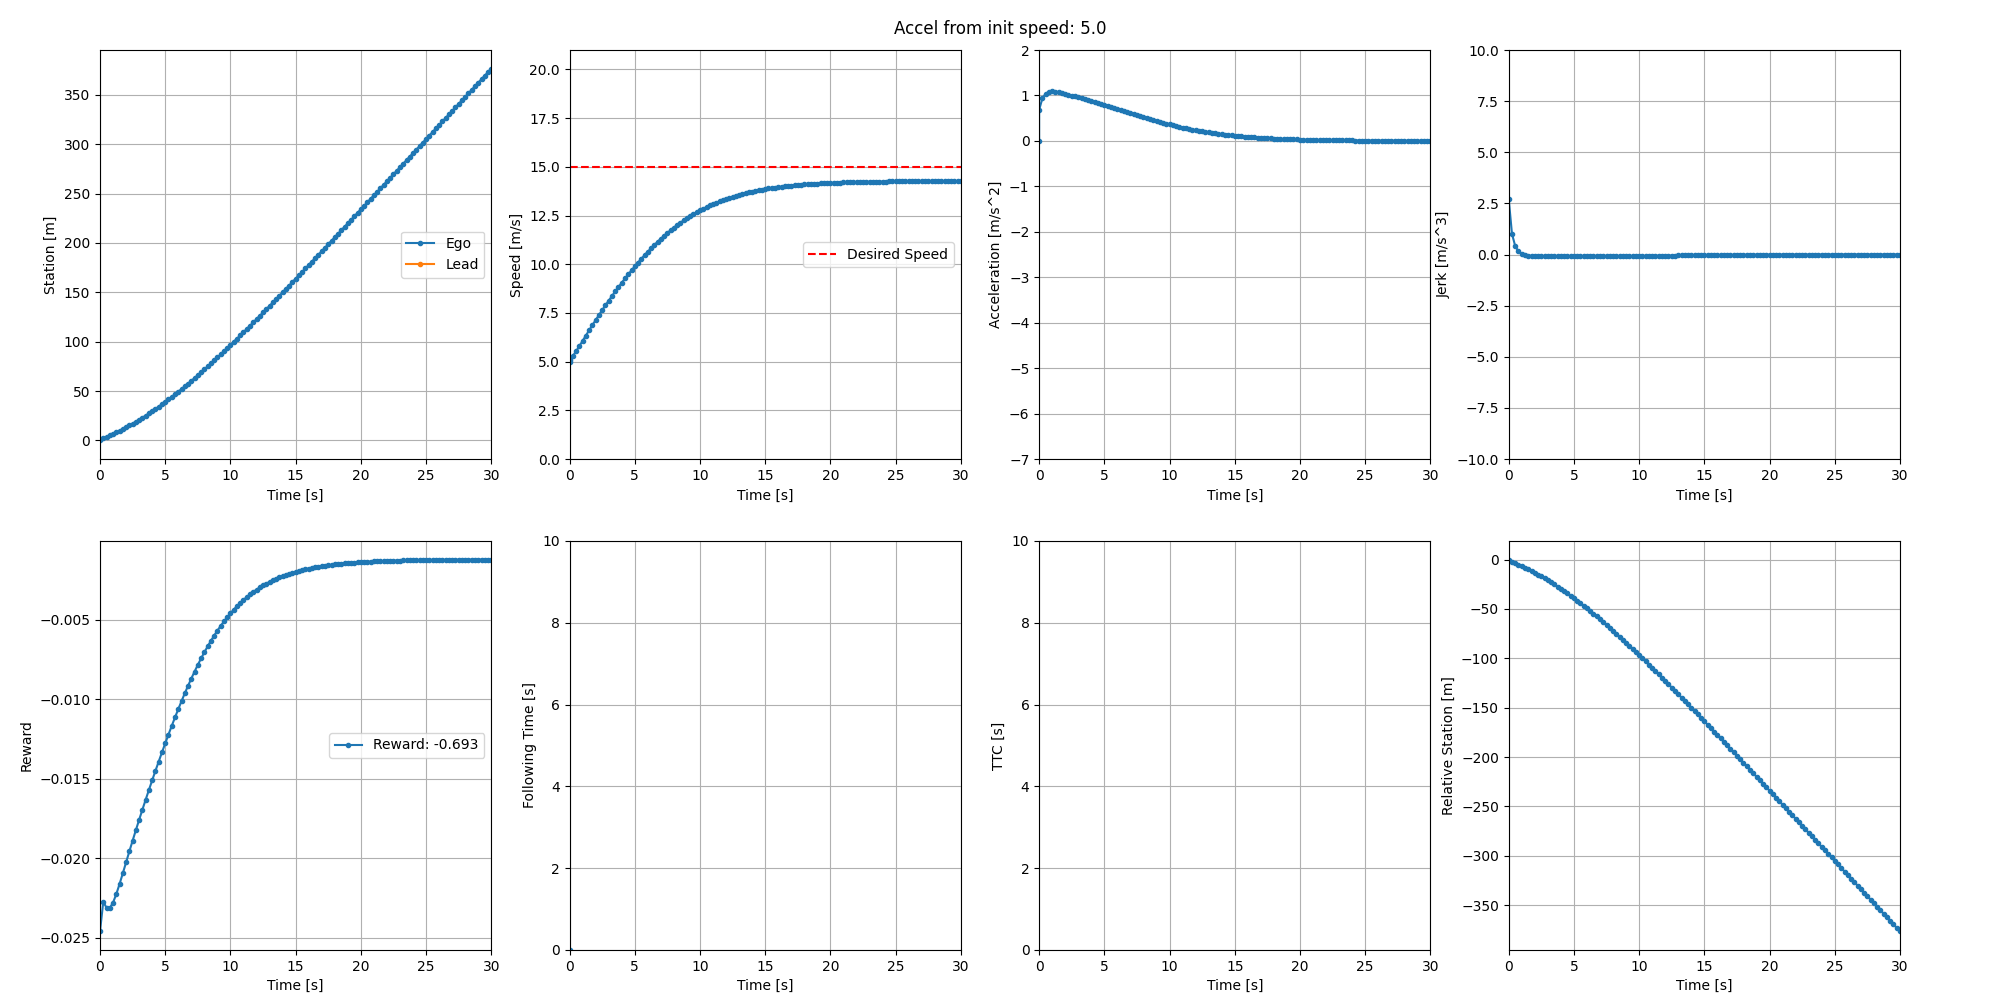 Accel from init speed: 5.0
Station [m]
350
300
250
200
150
100
50
0
0 5 10 15 20 25 30
Time [s]
Ego
Lead
Speed [m/s]
20.0
17.5
15.0
12.5
10.0
7.5
5.0
2.5
0.0
0 5 10 15 20 25 30
Time [s]
Desired Speed
Acceleration [m/s^2]
2
1
0
−1
−2
−3
−4
−5
−6
−7
0 5 10 15 20 25 30
Time [s]
Jerk [m/s^3]
10.0
7.5
5.0
2.5
0.0
−2.5
−5.0
−7.5
−10.0
0 5 10 15 20 25 30
Time [s]
Reward
−0.005
−0.010
−0.015
−0.020
−0.025
0 5 10 15 20 25 30
Time [s]
Reward: -0.693
Following Time [s]
10
8
6
4
2
0
0 5 10 15 20 25 30
Time [s]
TTC [s]
10
8
6
4
2
0
0 5 10 15 20 25 30
Time [s]
Relative Station [m]
0
−50
−100
−150
−200
−250
−300
−350
0 5 10 15 20 25 30
Time [s]